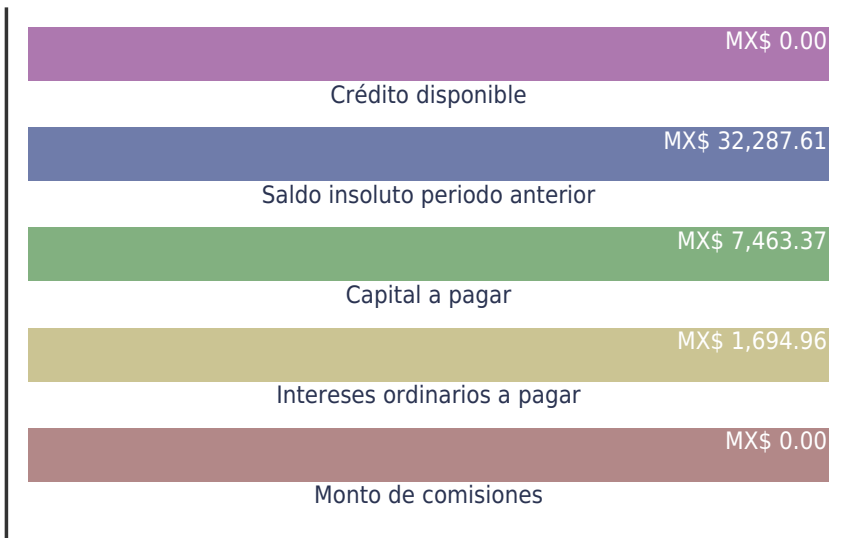 MX$ 0.00
Crédito disponible
MX$ 32,287.61
Saldo insoluto periodo anterior
MX$ 7,463.37
Capital a pagar
MX$ 1,694.96
Intereses ordinarios a pagar
MX$ 0.00
Monto de comisiones